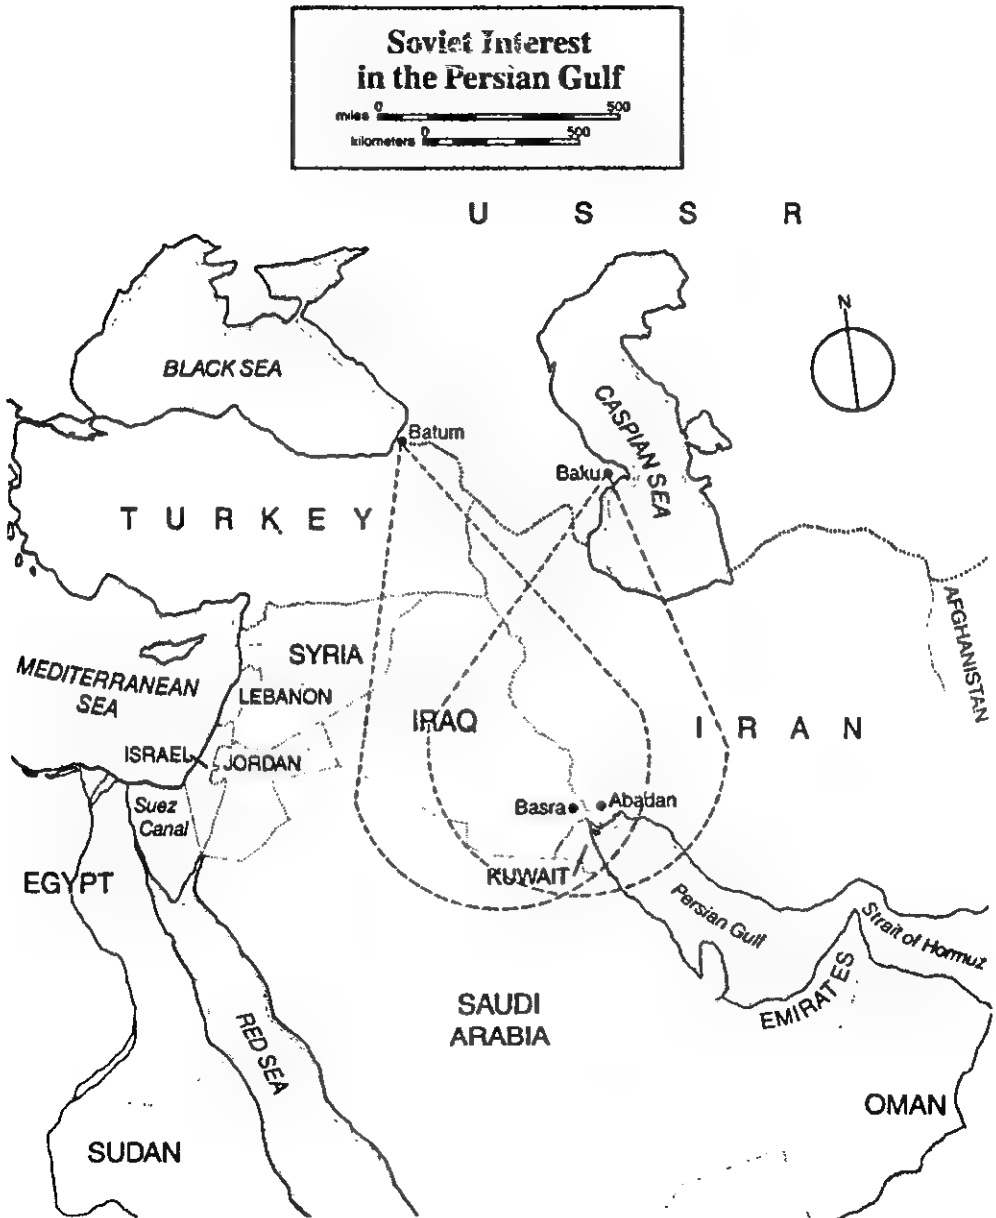 Soviet Interest
in the Persian Gulf
miles 0 500
kilometers 0 500
U S S R
N
BLACK SEA
CASPIAN SEA
Batum
Baku
TURKEY
AFGHANISTAN
SYRIA
MEDITERRANEAN
SEA
LEBANON
IRAQ
IRAN
ISRAEL
JORDAN
Suez
Canal
Basra
Abadan
EGYPT
KUWAIT
Persian Gulf
Strait of Hormuz
EMIRATES
SAUDI
ARABIA
RED SEA
OMAN
SUDAN